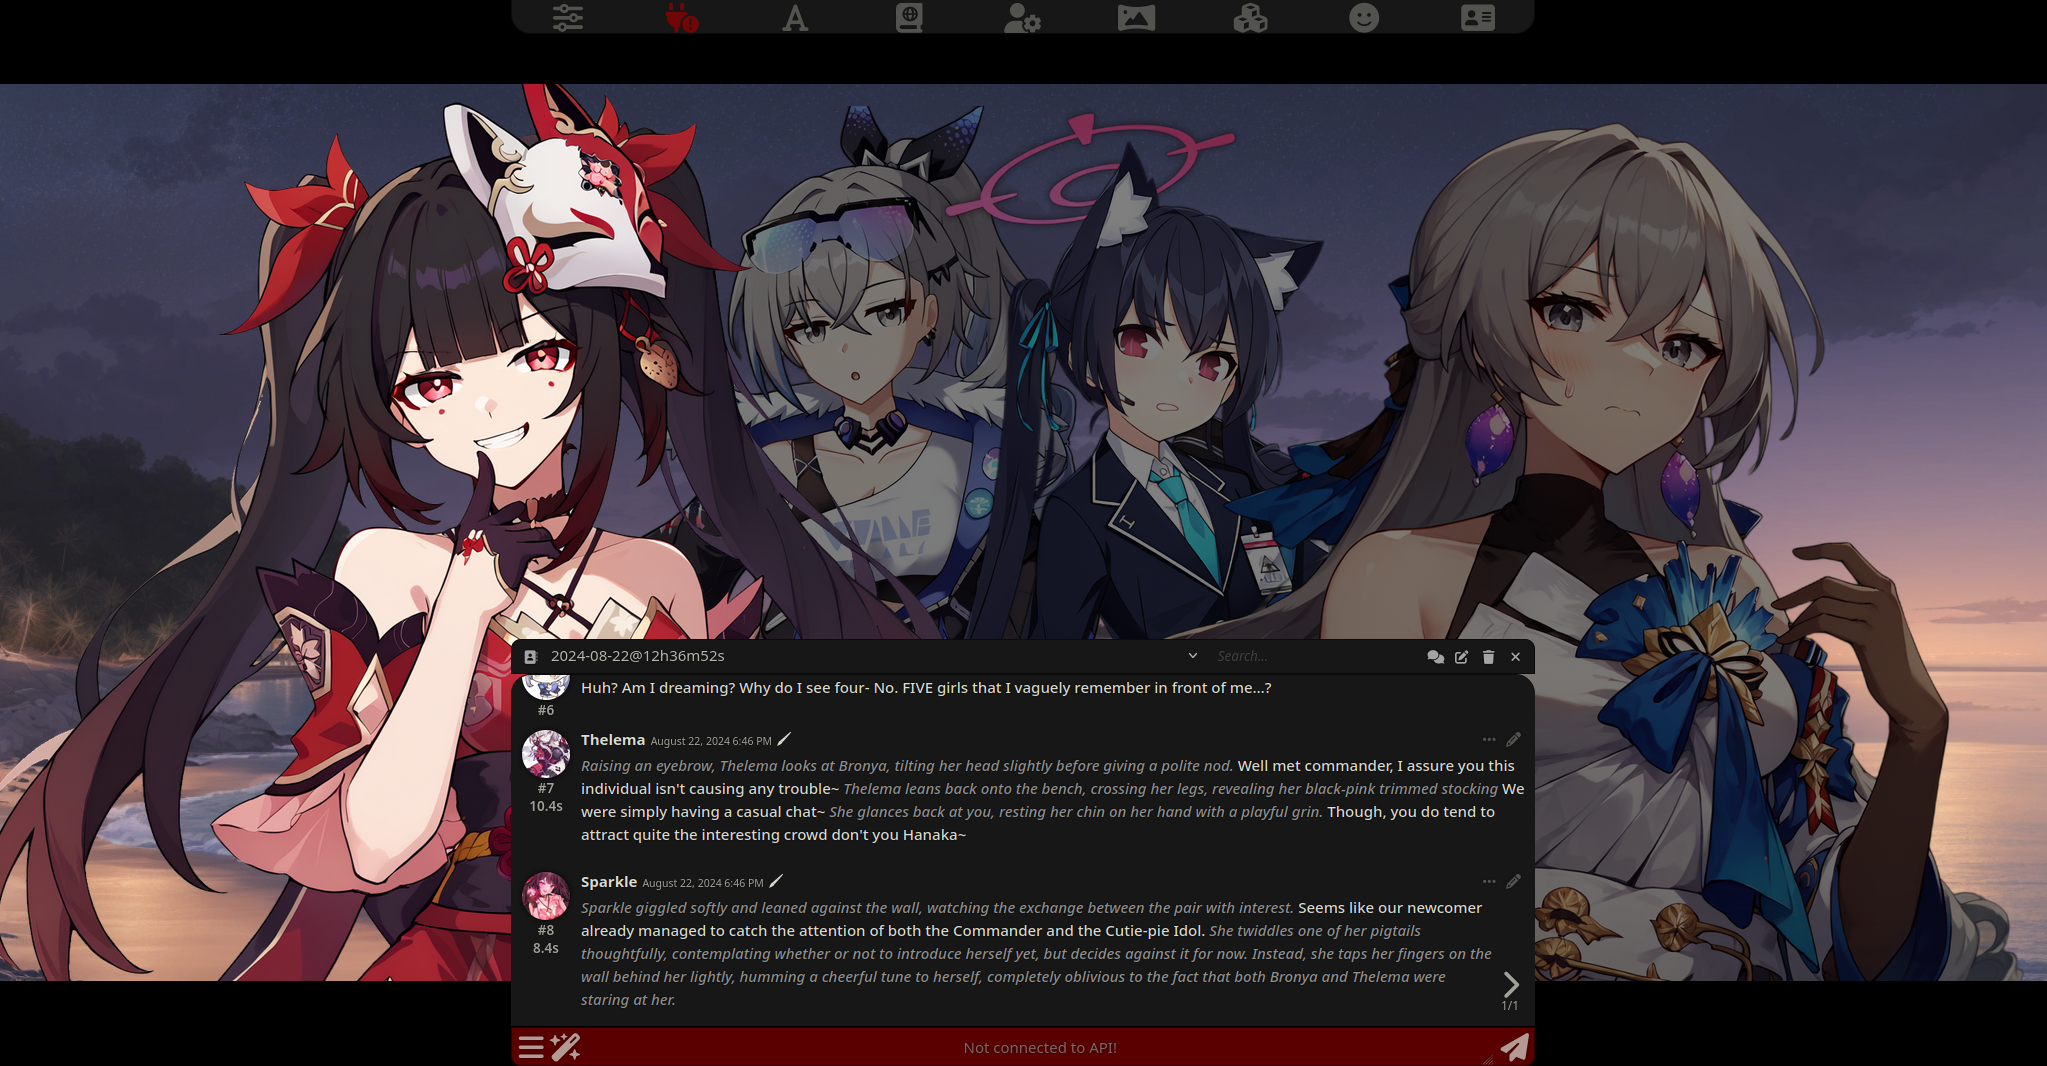 2024-08-22@12h36m52s
Search...
Huh? Am I dreaming? Why do I see four- No. FIVE girls that I vaguely remember in front of me...?
#6
Thelema August 22, 2024 6:46 PM
Raising an eyebrow, Thelema looks at Bronya, tilting her head slightly before giving a polite nod. Well met commander, I assure you this
individual isn't causing any trouble~ Thelema leans back onto the bench, crossing her legs, revealing her black-pink trimmed stocking We
were simply having a casual chat~ She glances back at you, resting her chin on her hand with a playful grin. Though, you do tend to
attract quite the interesting crowd don't you Hanaka~
#7
10.4s
Sparkle August 22, 2024 6:46 PM
Sparkle giggled softly and leaned against the wall, watching the exchange between the pair with interest. Seems like our newcomer
already managed to catch the attention of both the Commander and the Cutie-pie Idol. She twiddles one of her pigtails
thoughtfully, contemplating whether or not to introduce herself yet, but decides against it for now. Instead, she taps her fingers on the
wall behind her lightly, humming a cheerful tune to herself, completely oblivious to the fact that both Bronya and Thelema were
staring at her.
#8
8.4s
1/1
Not connected to API!